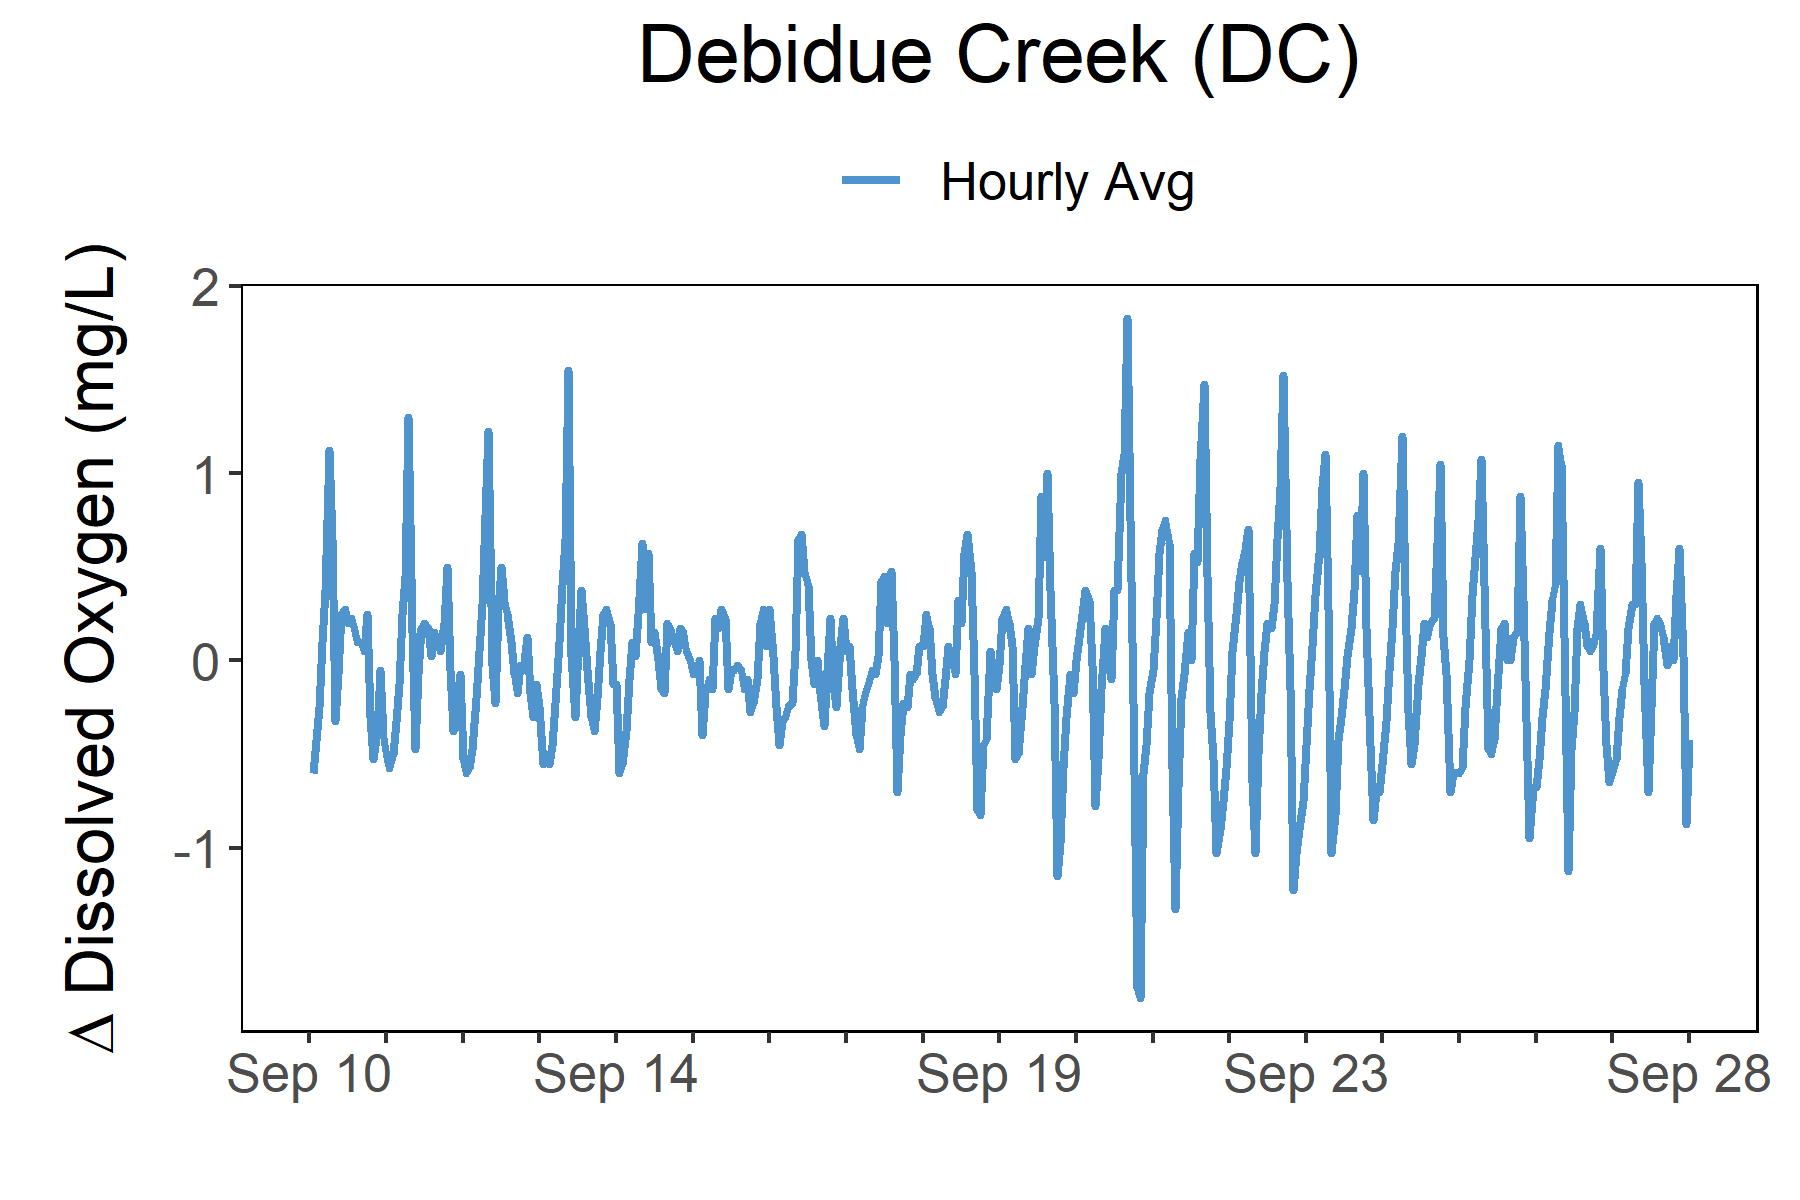 Debidue Creek (DC)
Hourly Avg
Δ Dissolved Oxygen (mg/L)
2
1
0
-1
Sep 10 Sep 14 Sep 19 Sep 23 Sep 28